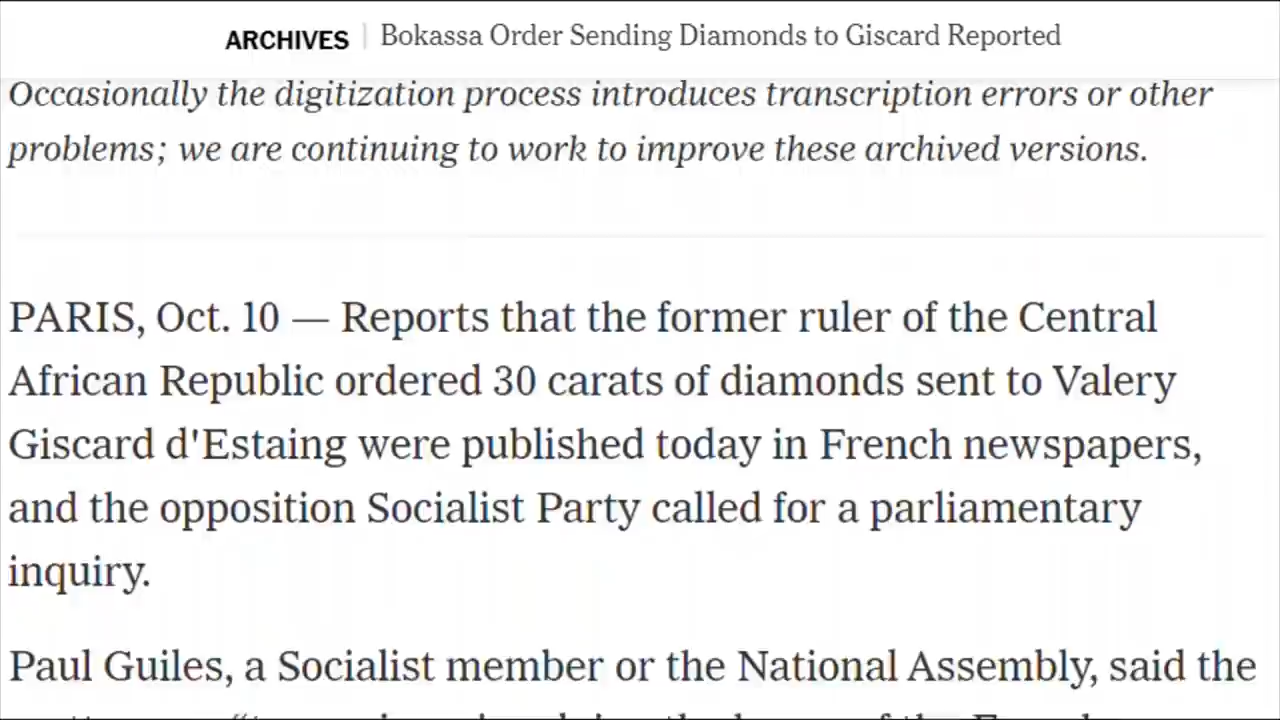 ARCHIVES | Bokassa Order Sending Diamonds to Giscard Reported
Occasionally the digitization process introduces transcription errors or other
problems; we are continuing to work to improve these archived versions.
PARIS, Oct. 10 — Reports that the former ruler of the Central
African Republic ordered 30 carats of diamonds sent to Valery
Giscard d'Estaing were published today in French newspapers,
and the opposition Socialist Party called for a parliamentary
inquiry.
Paul Guiles, a Socialist member or the National Assembly, said the